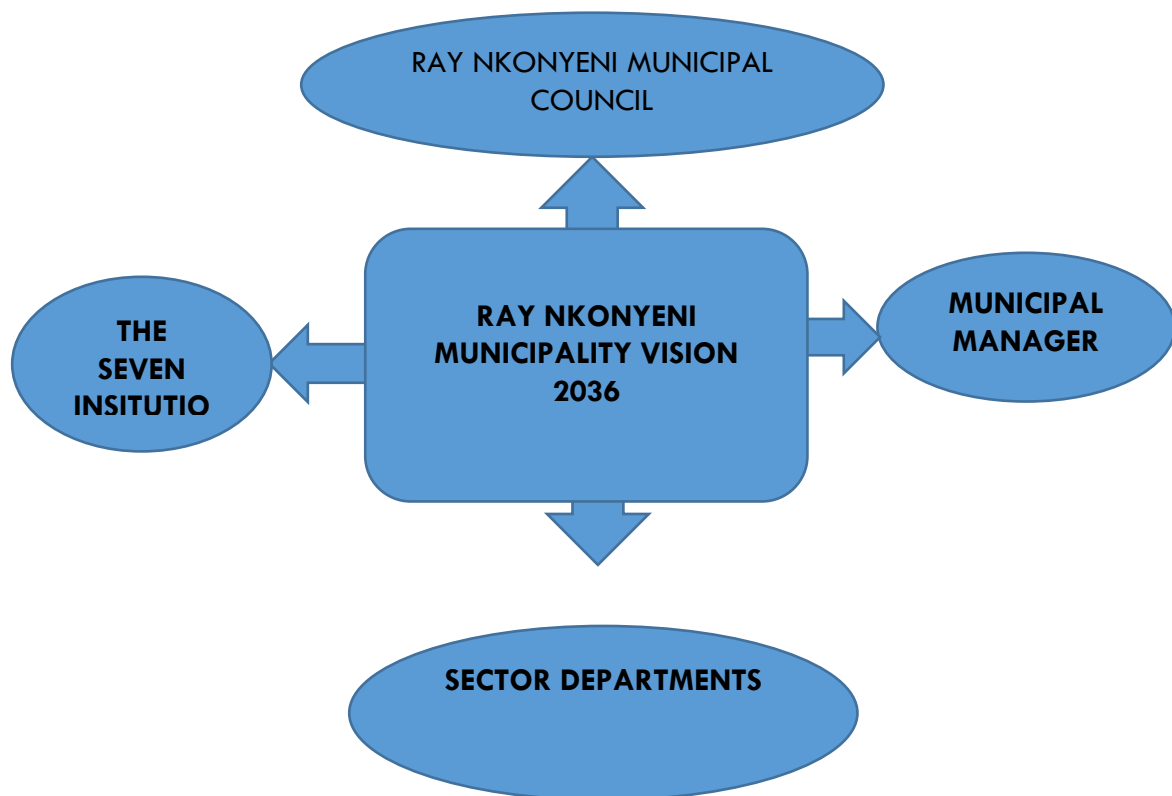 RAY NKONYENI MUNICIPAL
COUNCIL
RAY NKONYENI
MUNICIPALITY VISION
2036
MUNICIPAL
MANAGER
THE
SEVEN
INSITUTIO
SECTOR DEPARTMENTS